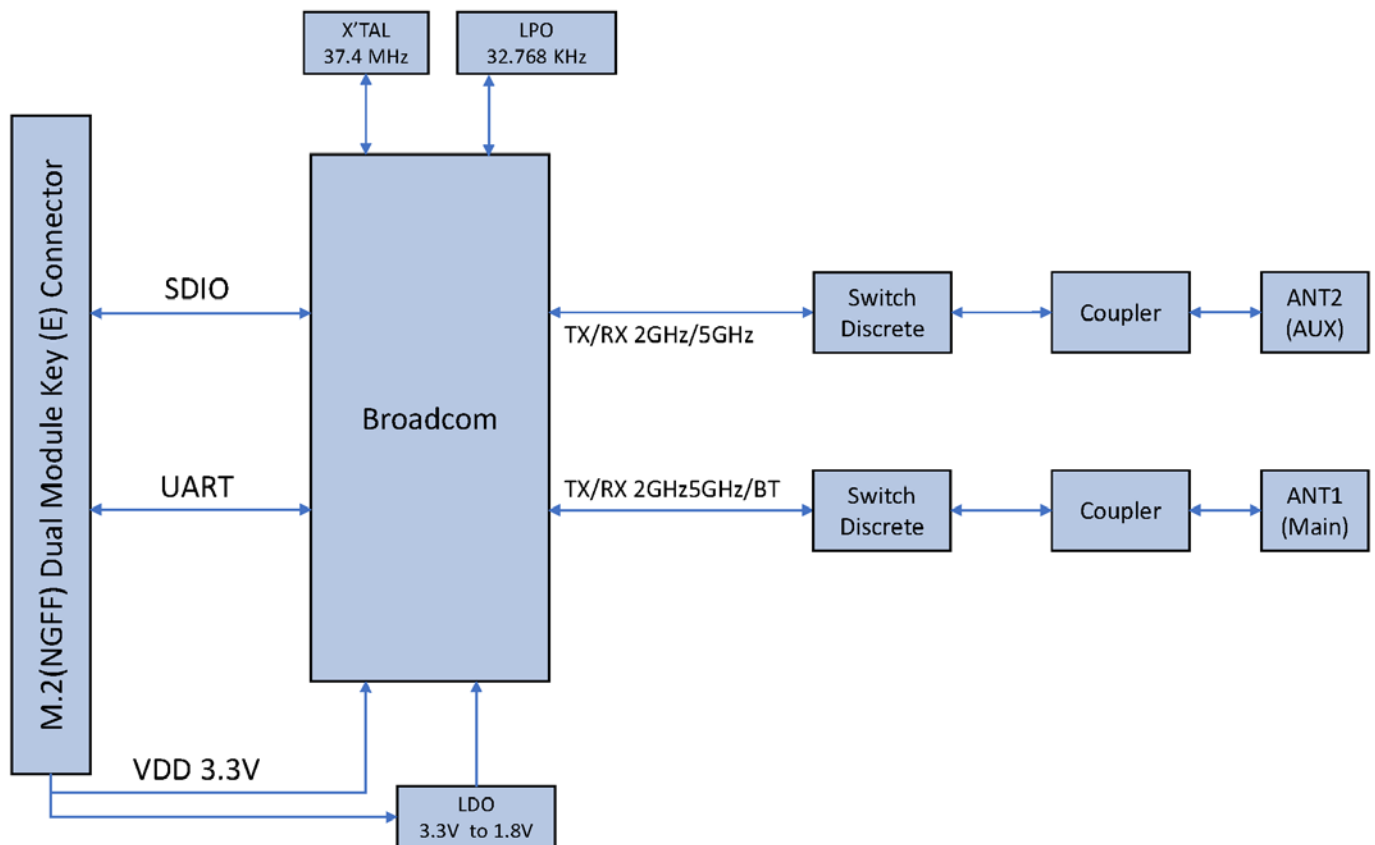 X'TAL
37.4 MHz
LPO
32.768 KHz
M.2(NGFF) Dual Module Key (E) Connector
SDIO
UART
VDD 3.3V
Broadcom
LDO
3.3V to 1.8V
TX/RX 2GHz/5GHz
Switch
Discrete
Coupler
ANT2
(AUX)
TX/RX 2GHz5GHz/BT
Switch
Discrete
Coupler
ANT1
(Main)